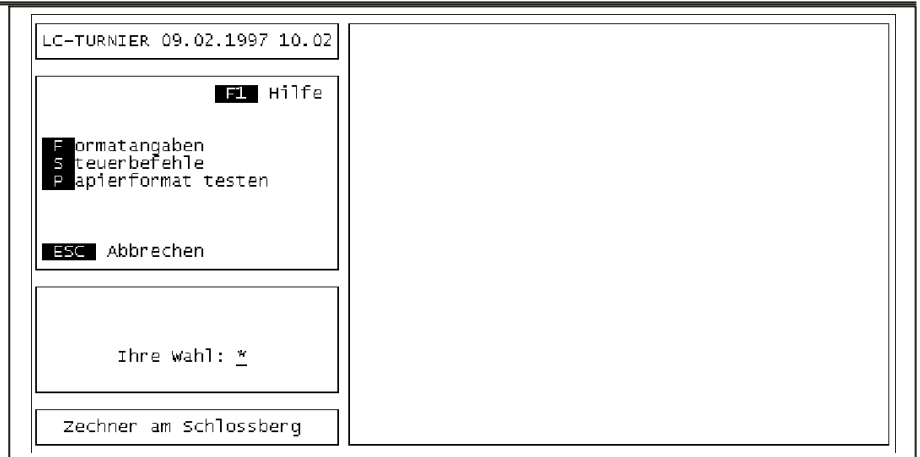 LC-TURNIER 09.02.1997 10.02
F1 Hilfe
Formatangaben
Steuerbefehle
Papierformat testen
ESC Abbrechen
Ihre Wahl: *
Zechner am Schlossberg